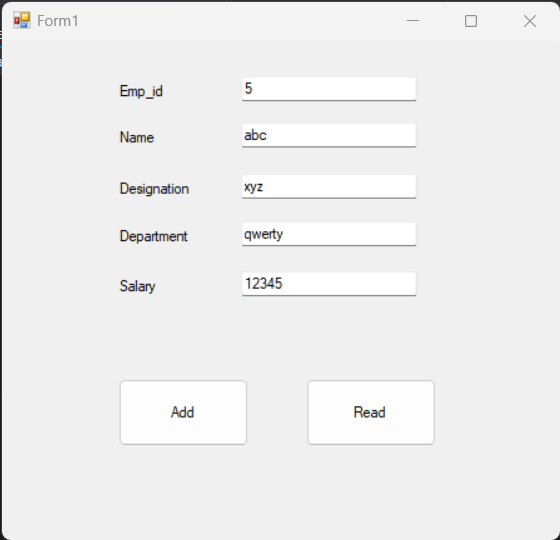 Form1
Emp_id 5
Name abc
Designation xyz
Department qwerty
Salary 12345
Add Read